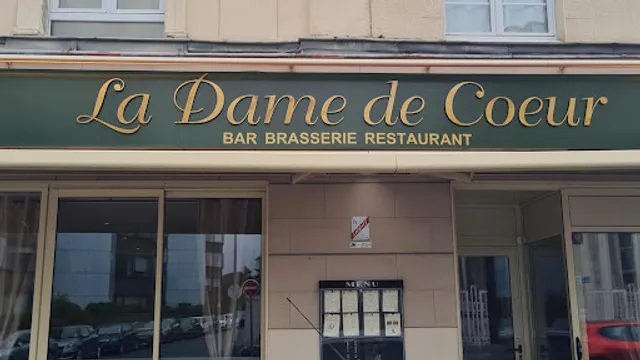 La Dame de Coeur
BAR BRASSERIE RESTAURANT
MENU